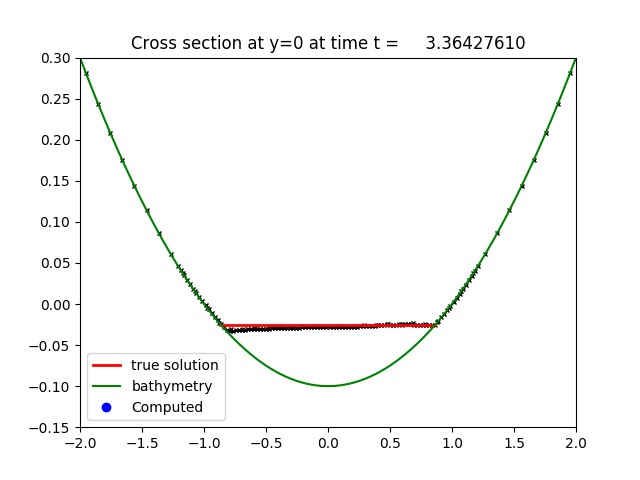 Cross section at y=0 at time t = 3.36427610
0.30
0.25
0.20
0.15
0.10
0.05
0.00
−0.05
−0.10
−0.15
true solution
bathymetry
Computed
−2.0 −1.5 −1.0 −0.5 0.0 0.5 1.0 1.5 2.0